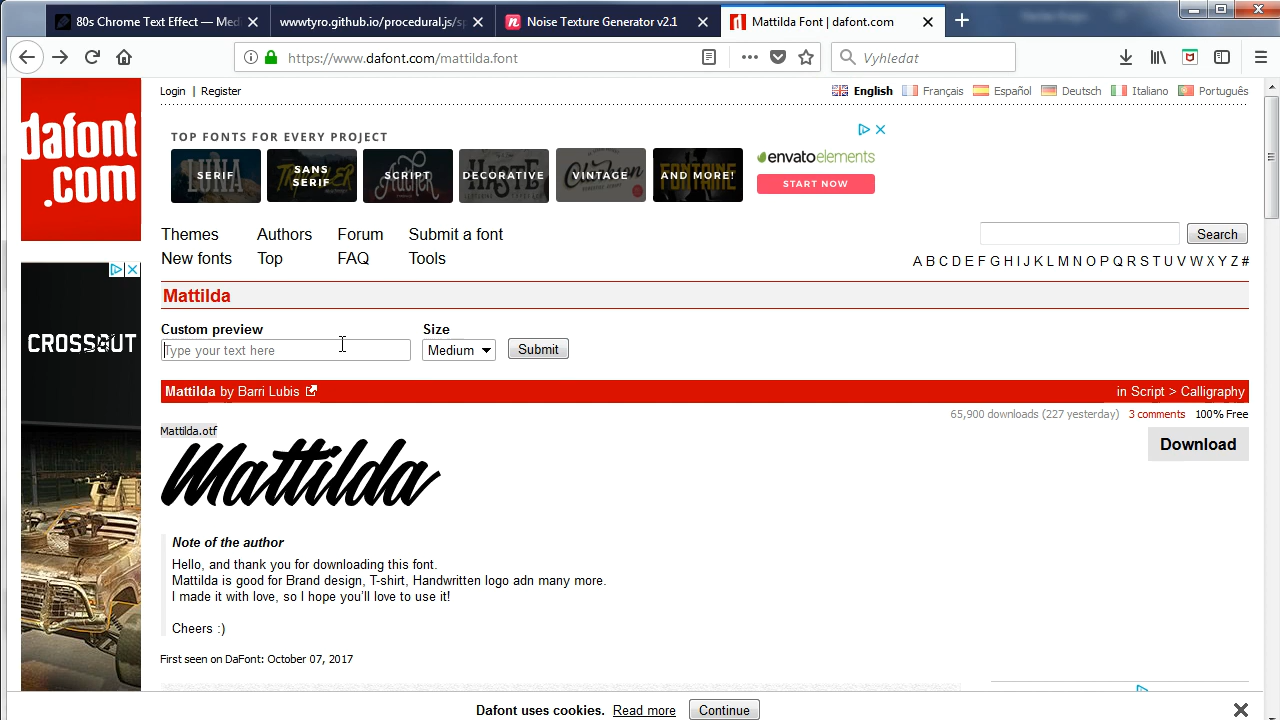 80s Chrome Text Effect — Med
wwwtyro.github.io/procedural.js/sp
Noise Texture Generator v2.1
Mattilda Font | dafont.com
https://www.dafont.com/mattilda.font
Vyhledat
dafont
.com
Login | Register
English Français Español Deutsch Italiano Português
TOP FONTS FOR EVERY PROJECT
SERIF
SANS SERIF
SCRIPT
DECORATIVE
VINTAGE
AND MORE!
envatoelements
START NOW
Themes Authors Forum Submit a font
New fonts Top FAQ Tools
Search
A B C D E F G H I J K L M N O P Q R S T U V W X Y Z #
CROSSOUT
Mattilda
Custom preview Size
Type your text here Medium Submit
Mattilda by Barri Lubis in Script > Calligraphy
65,900 downloads (227 yesterday) 3 comments 100% Free
Mattilda.otf
Download
Mattilda
Note of the author
Hello, and thank you for downloading this font.
Mattilda is good for Brand design, T-shirt, Handwritten logo adn many more.
I made it with love, so I hope you'll love to use it!
Cheers :)
First seen on DaFont: October 07, 2017
Dafont uses cookies. Read more Continue